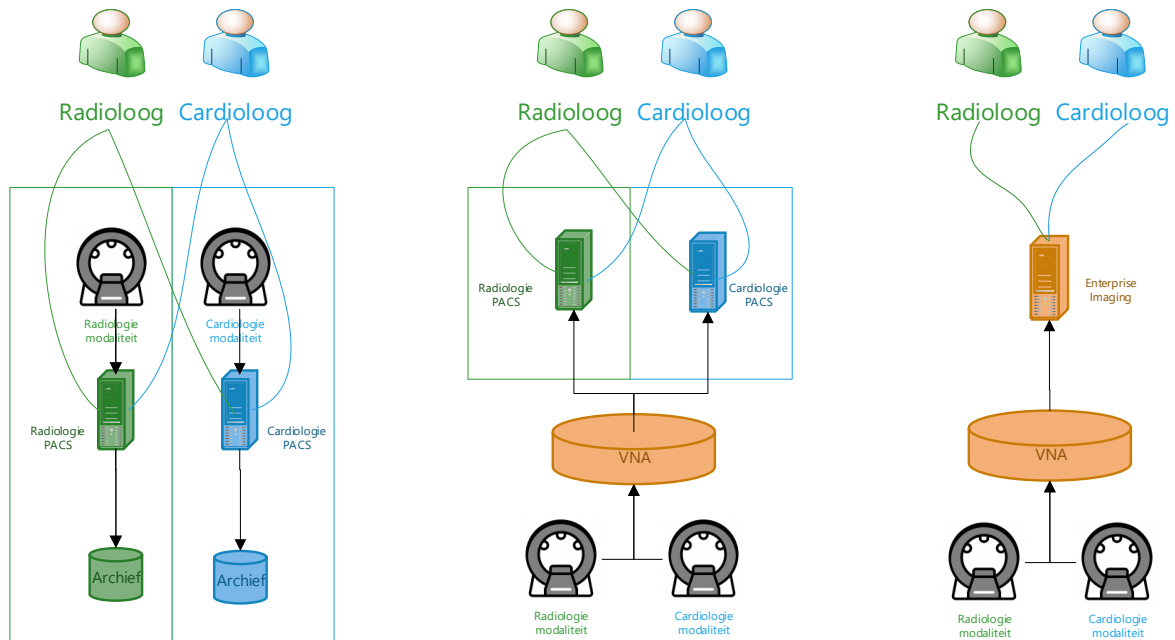 Radioloog
Cardioloog
Radiologie
modaliteit
Cardiologie
modaliteit
Radiologie
PACS
Cardiologie
PACS
Archief
Archief
Radioloog
Cardioloog
Radiologie
PACS
Cardiologie
PACS
VNA
Radiologie
modaliteit
Cardiologie
modaliteit
Radioloog
Cardioloog
Enterprise
Imaging
VNA
Radiologie
modaliteit
Cardiologie
modaliteit